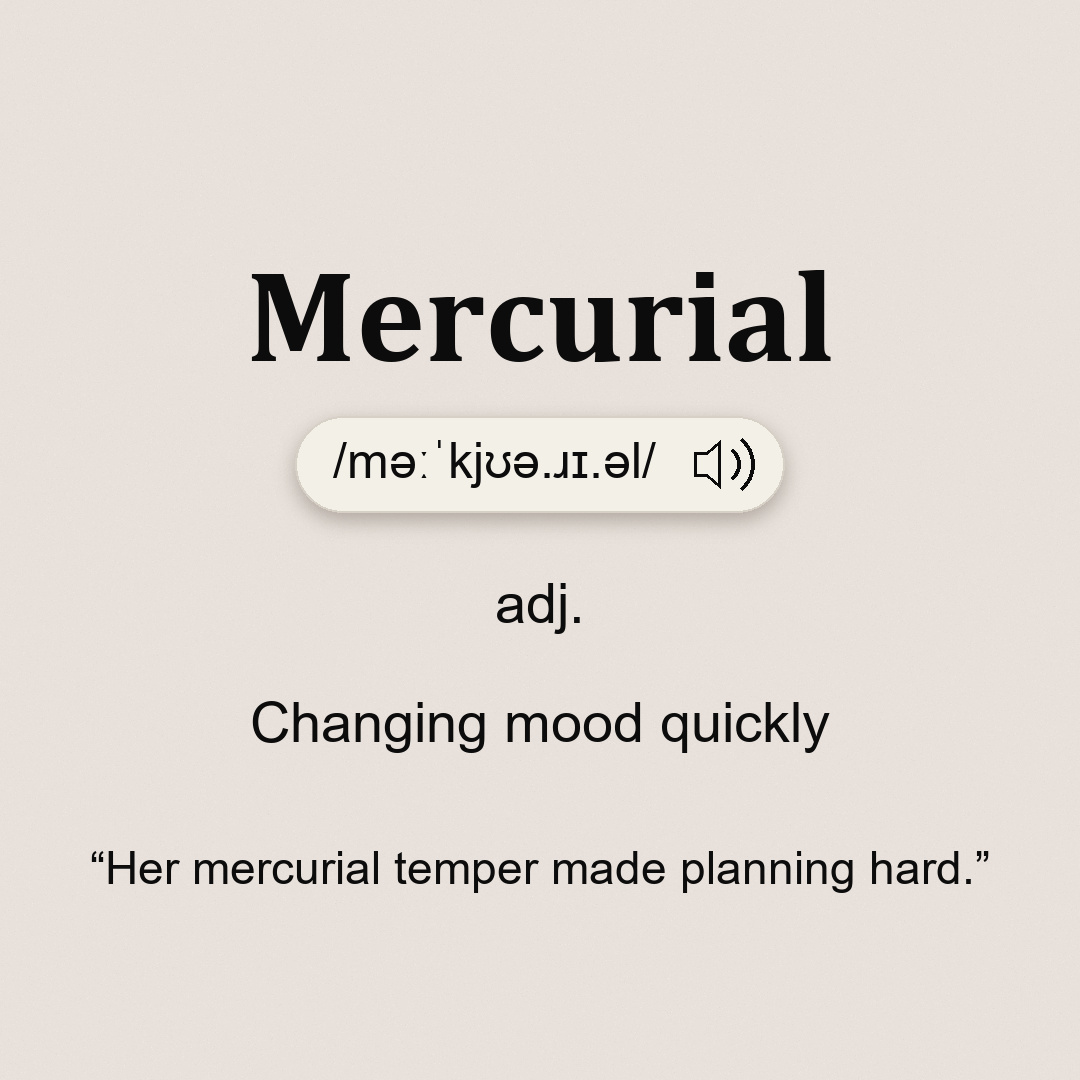 Mercurial
/məːˈkjʊə.ɹɪ.əl/
adj.
Changing mood quickly
“Her mercurial temper made planning hard.”